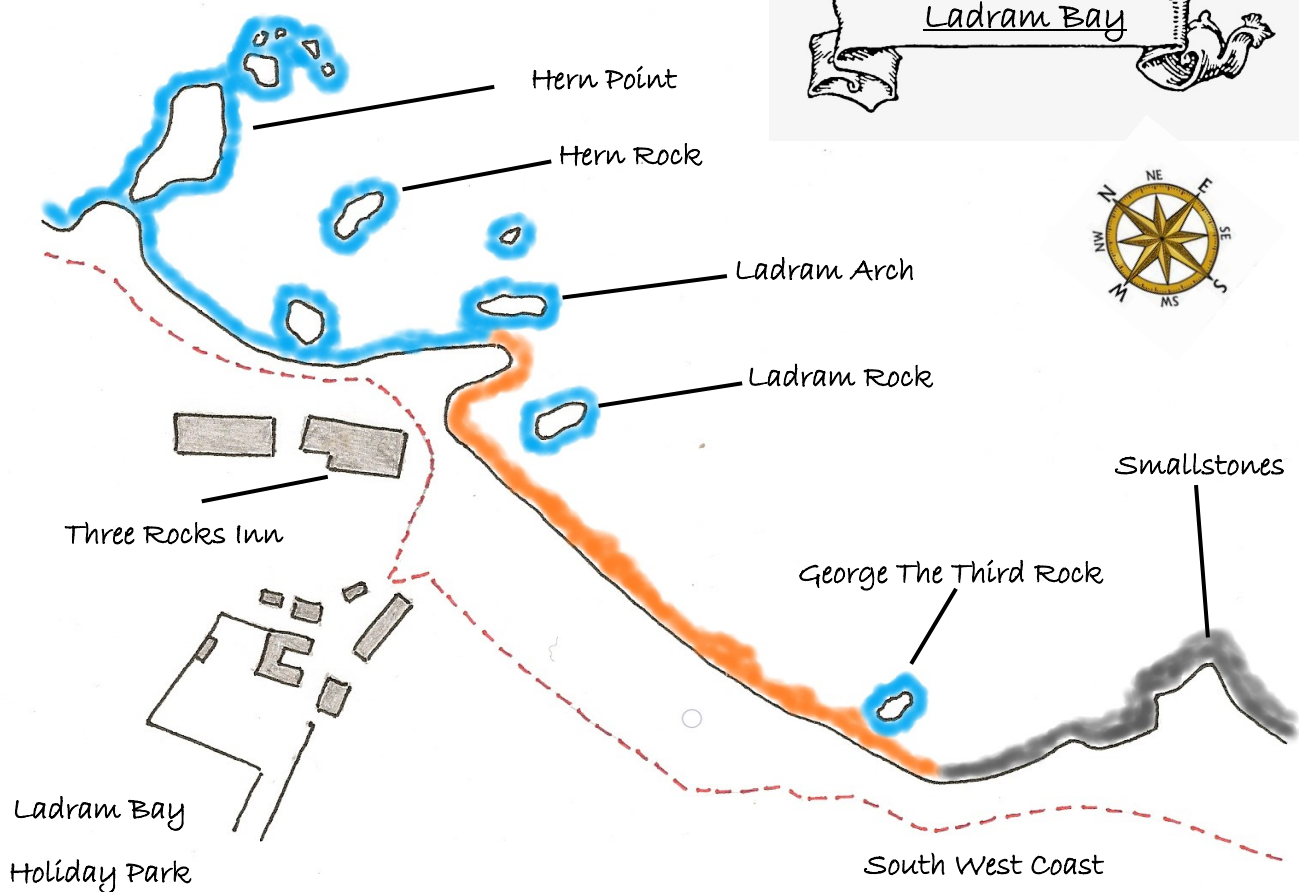 Ladram Bay
Hern Point
Hern Rock
N
NE
E
NW
SE
W
SW
S
Ladram Arch
Ladram Rock
Smallstones
Three Rocks Inn
George The Third Rock
Ladram Bay
Holiday Park
South West Coast